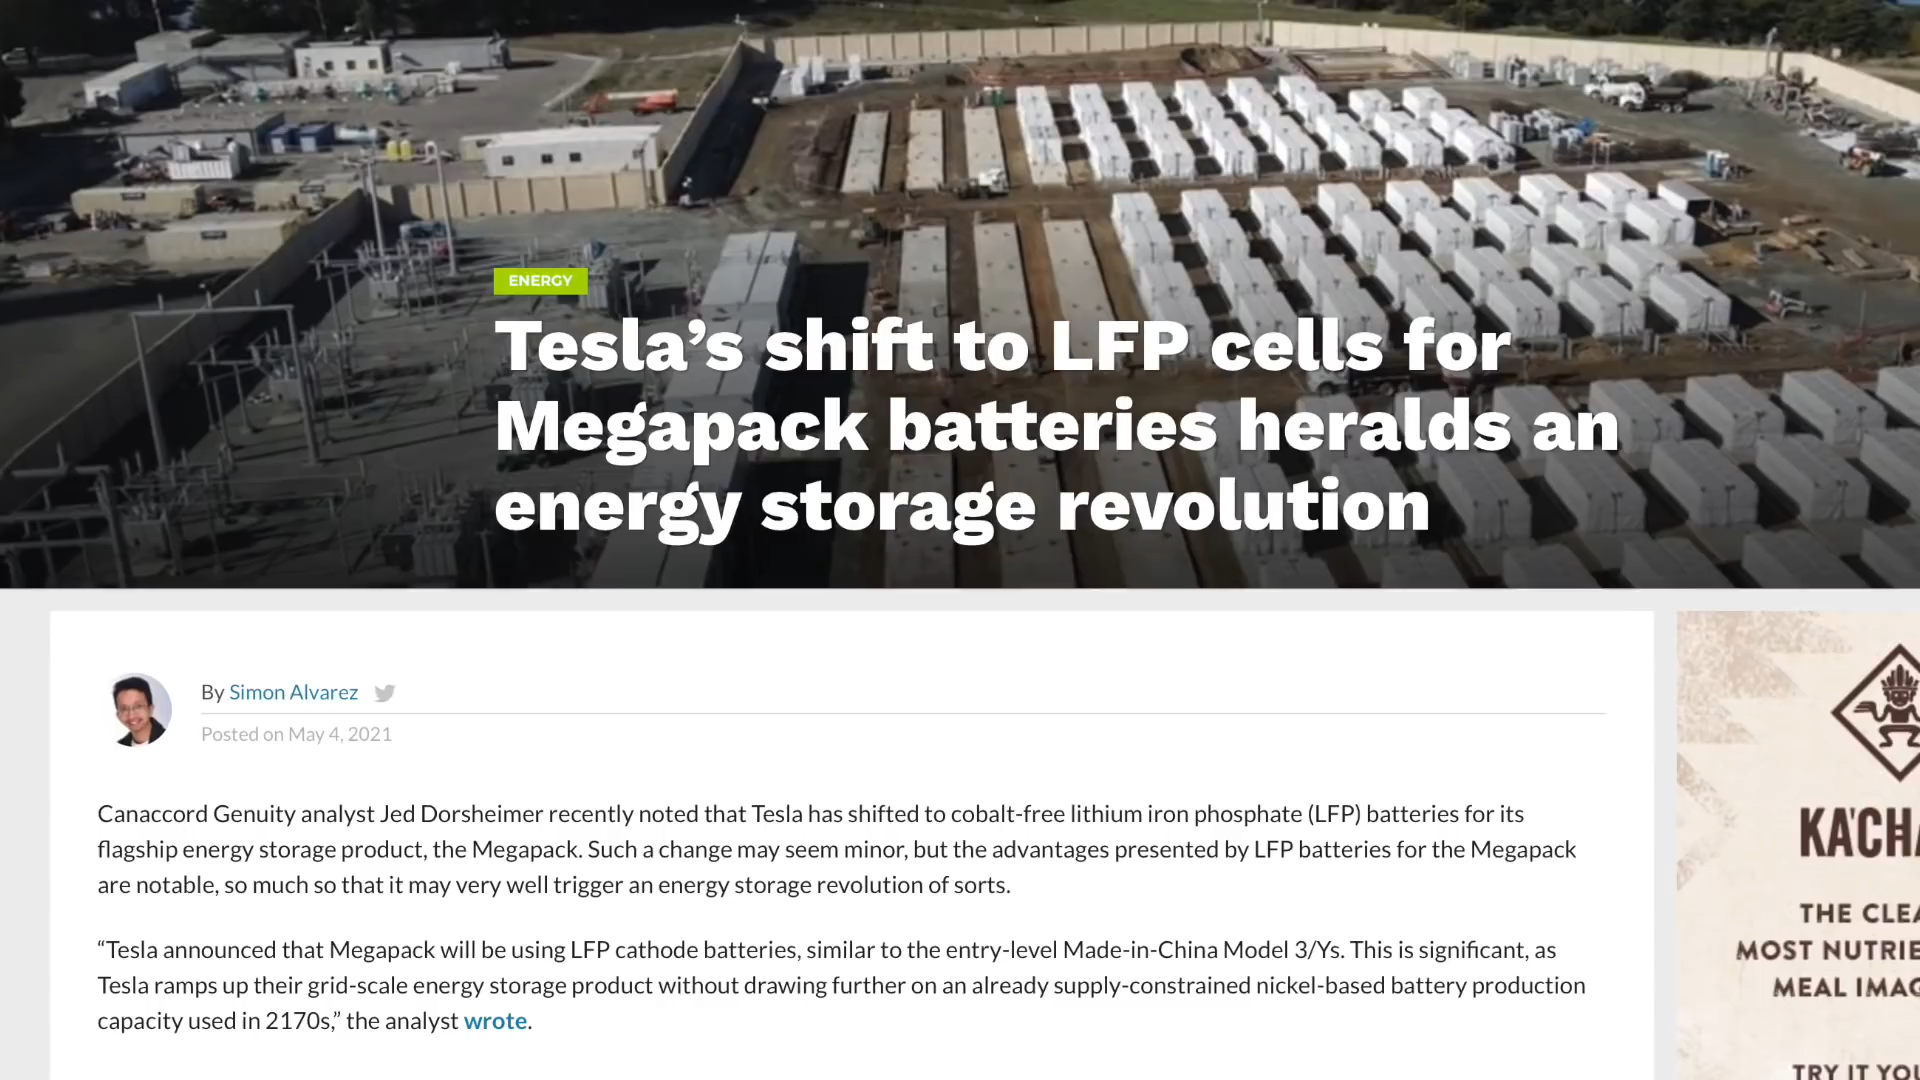 ENERGY
Tesla’s shift to LFP cells for
Megapack batteries heralds an
energy storage revolution
By Simon Alvarez
Posted on May 4, 2021
Canaccord Genuity analyst Jed Dorsheimer recently noted that Tesla has shifted to cobalt-free lithium iron phosphate (LFP) batteries for its
flagship energy storage product, the Megapack. Such a change may seem minor, but the advantages presented by LFP batteries for the Megapack
are notable, so much so that it may very well trigger an energy storage revolution of sorts.
“Tesla announced that Megapack will be using LFP cathode batteries, similar to the entry-level Made-in-China Model 3/Ys. This is significant, as
Tesla ramps up their grid-scale energy storage product without drawing further on an already supply-constrained nickel-based battery production
capacity used in 2170s,” the analyst wrote.
THE
MOST
MEAL
TRY IT